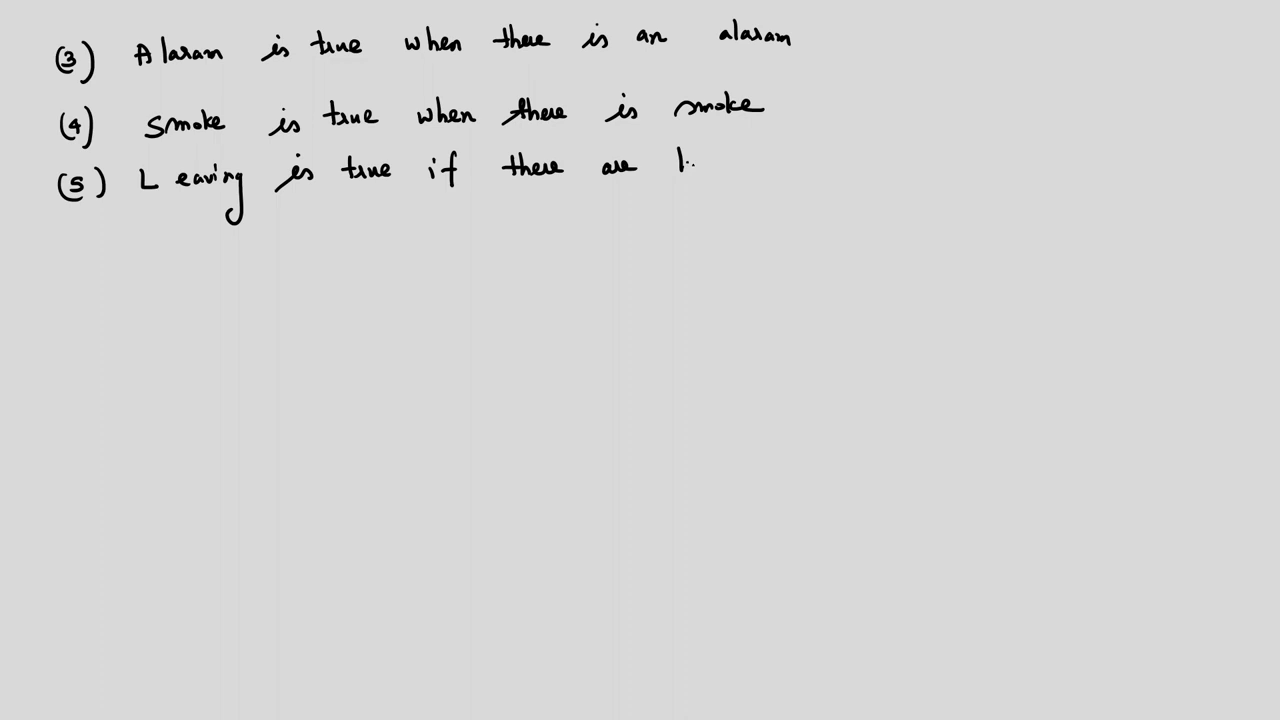 (3) Alaram is true when there is an alaram
(4) Smoke is true when there is smoke
(5) Leaving is true if there are